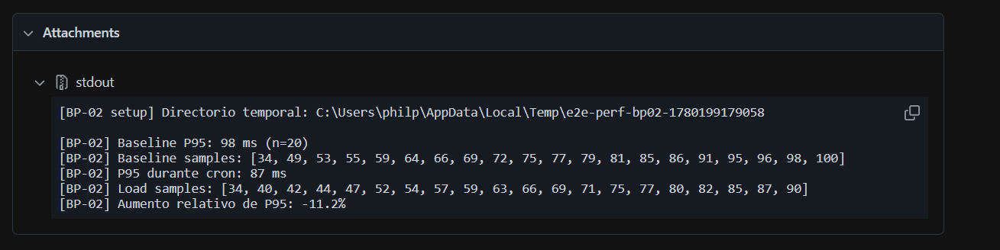 Attachments
stdout
[BP-02 setup] Directorio temporal: C:\Users\philp\AppData\Local\Temp\e2e-perf-bp02-1780199179058
[BP-02] Baseline P95: 98 ms (n=20)
[BP-02] Baseline samples: [34, 49, 53, 55, 59, 64, 66, 69, 72, 75, 77, 79, 81, 85, 86, 91, 95, 96, 98, 100]
[BP-02] P95 durante cron: 87 ms
[BP-02] Load samples: [34, 40, 42, 44, 47, 52, 54, 57, 59, 63, 66, 69, 71, 75, 77, 80, 82, 85, 87, 90]
[BP-02] Aumento relativo de P95: -11.2%